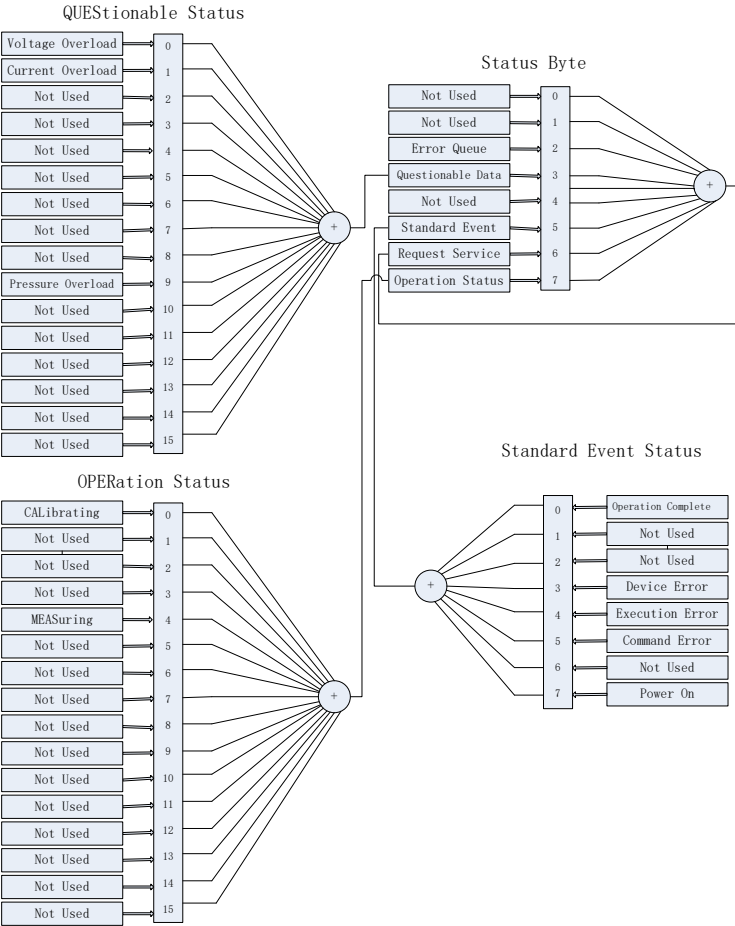 QUEStionable Status
Voltage Overload 0
Current Overload 1
Not Used 2
Not Used 3
Not Used 4
Not Used 5
Not Used 6
Not Used 7
Not Used 8
Pressure Overload 9
Not Used 10
Not Used 11
Not Used 12
Not Used 13
Not Used 14
Not Used 15
+
Status Byte
Not Used 0
Not Used 1
Error Queue 2
Questionable Data 3
Not Used 4
Standard Event 5
Request Service 6
Operation Status 7
+
OPERation Status
CALibrating 0
Not Used 1
Not Used 2
Not Used 3
MEASuring 4
Not Used 5
Not Used 6
Not Used 7
Not Used 8
Not Used 9
Not Used 10
Not Used 11
Not Used 12
Not Used 13
Not Used 14
Not Used 15
+
Standard Event Status
0 Operation Complete
1 Not Used
2 Not Used
3 Device Error
4 Execution Error
5 Command Error
6 Not Used
7 Power On
+